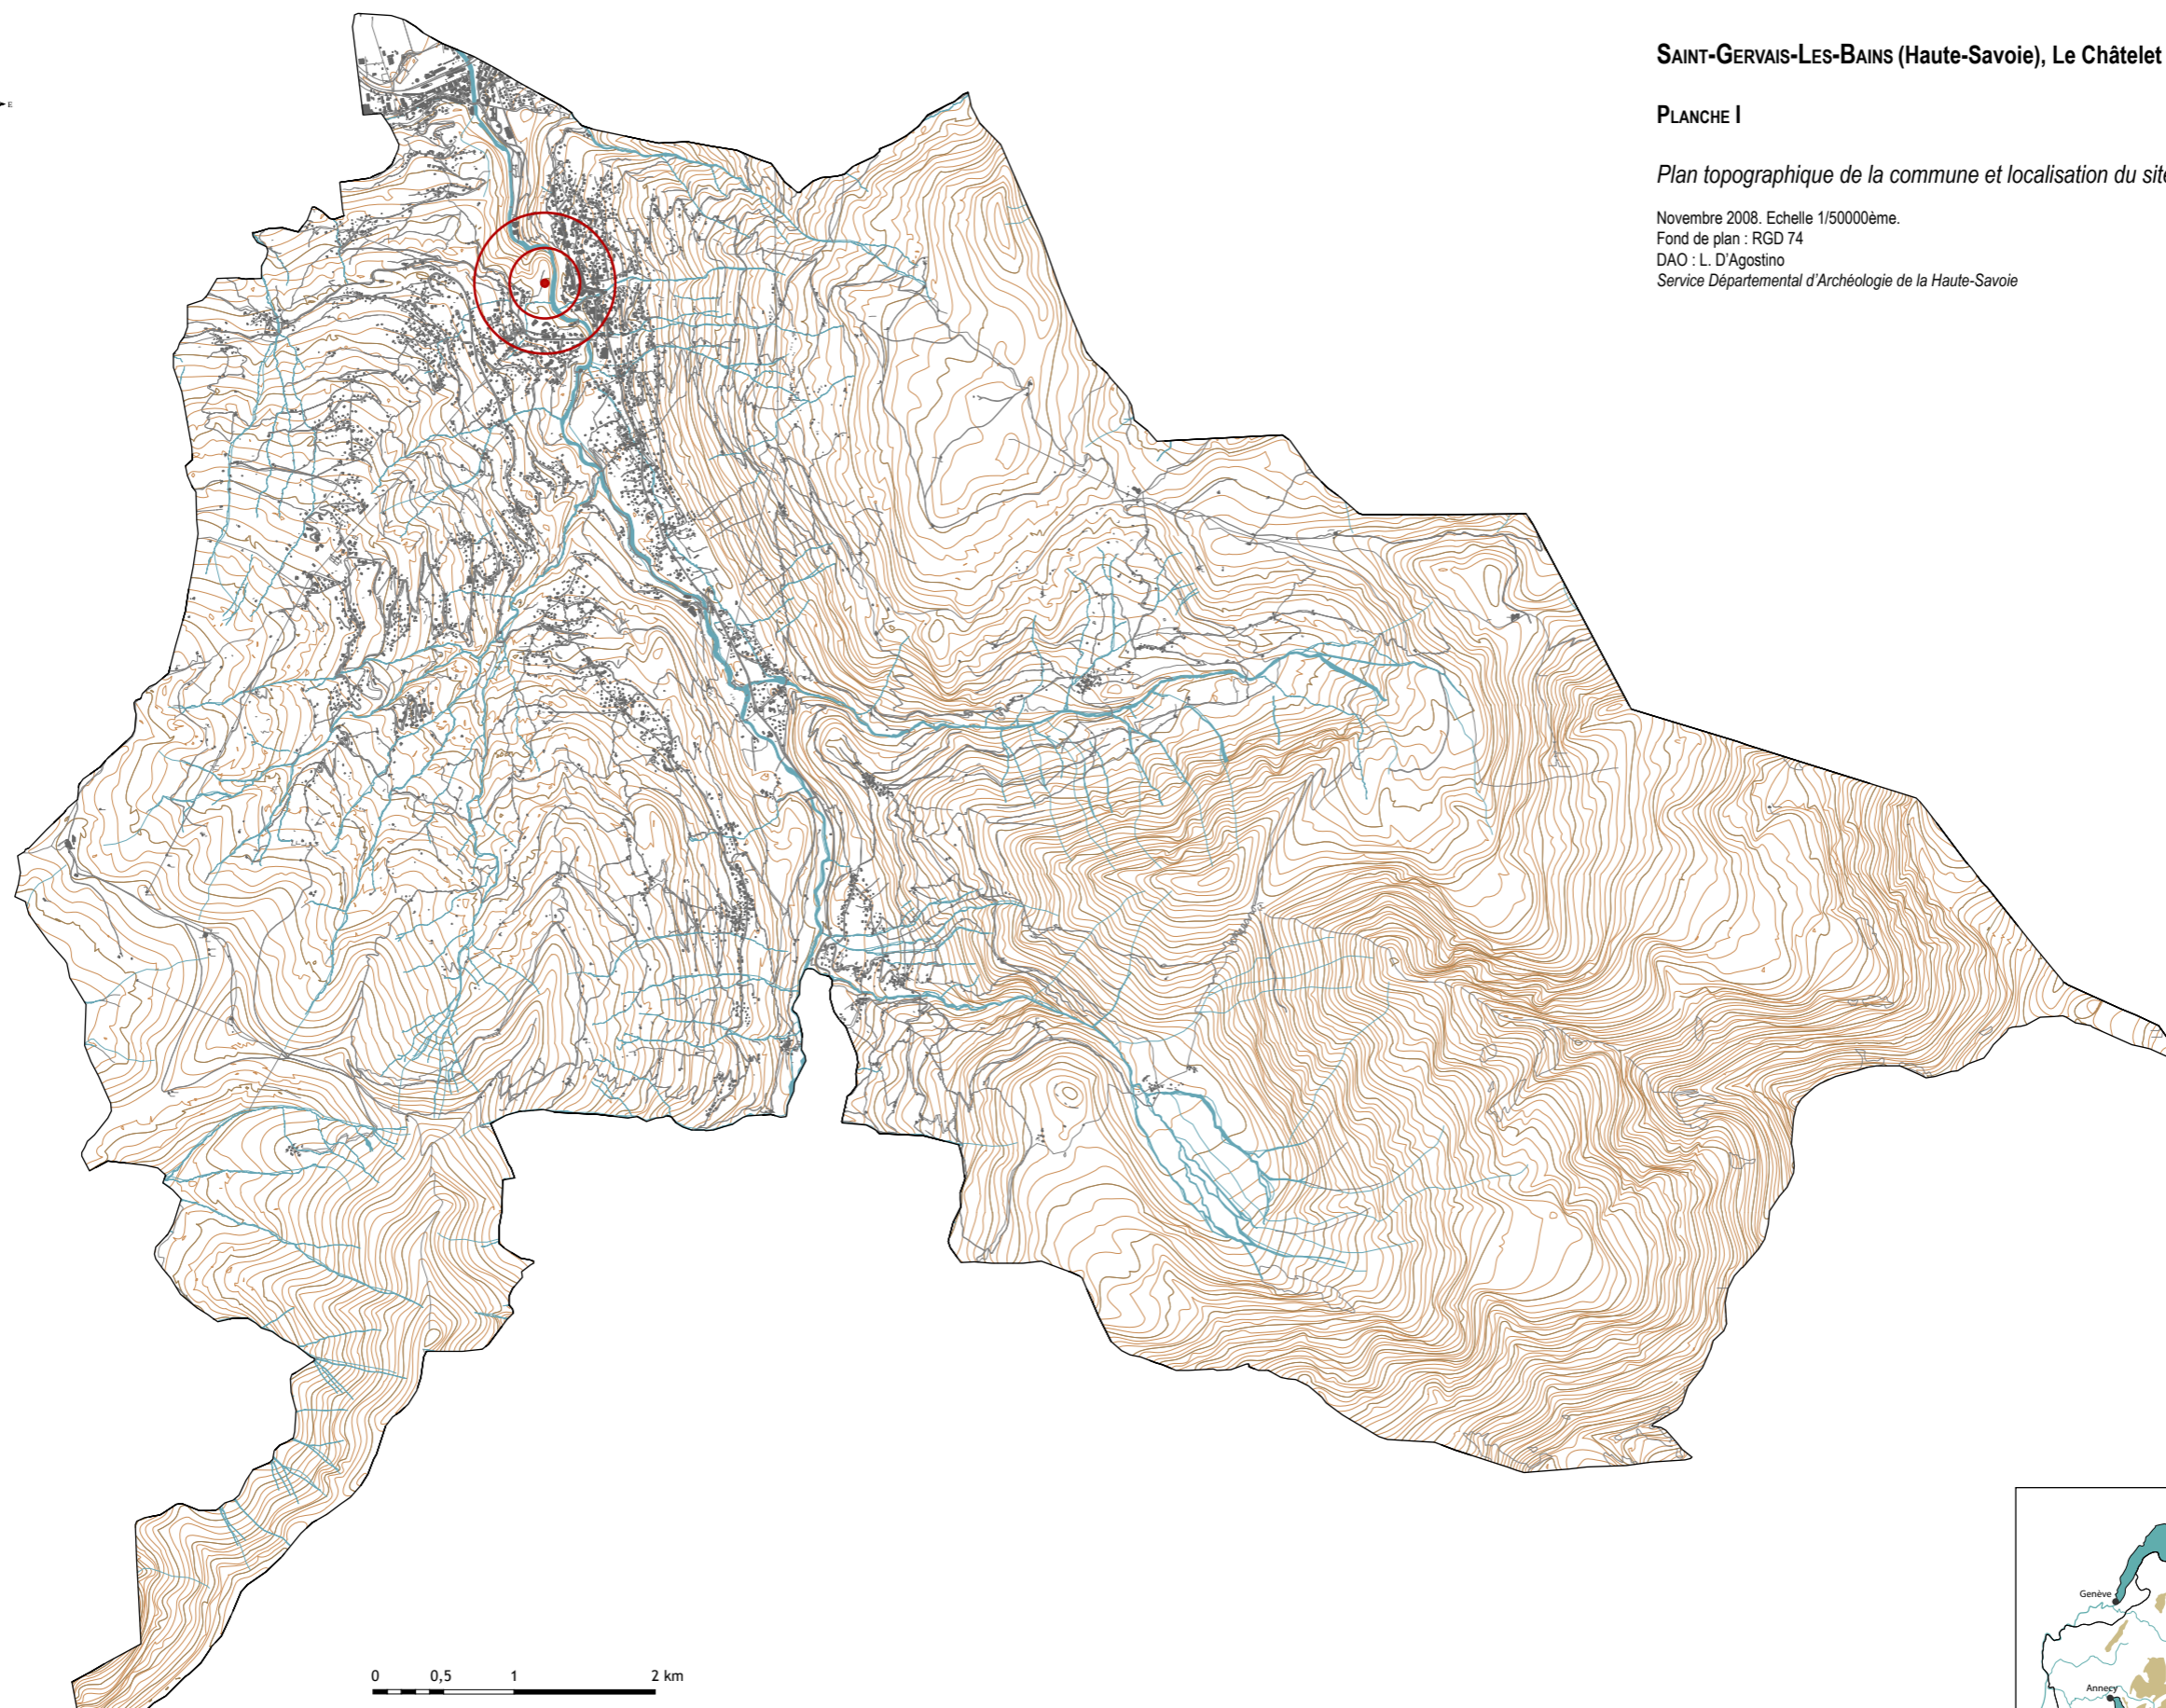 SAINT-GERVAIS-LES-BAINS (Haute-Savoie), Le Châtelet
PLANCHE I
Plan topographique de la commune et localisation du site
Novembre 2008. Echelle 1/50000ème.
Fond de plan : RGD 74
DAO : L. D'Agostino
Service Départemental d'Archéologie de la Haute-Savoie
E
0 0,5 1 2 km
Genève
Annecy